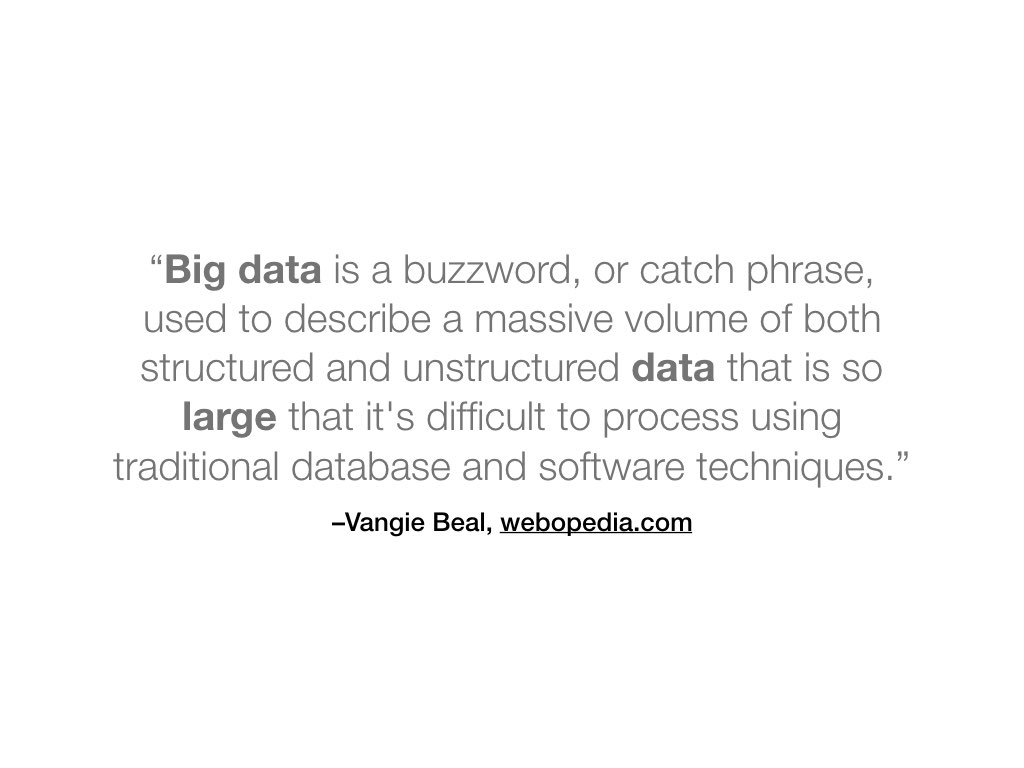 “Big data is a buzzword, or catch phrase,
used to describe a massive volume of both
structured and unstructured data that is so
large that it's difficult to process using
traditional database and software techniques.”
–Vangie Beal, webopedia.com